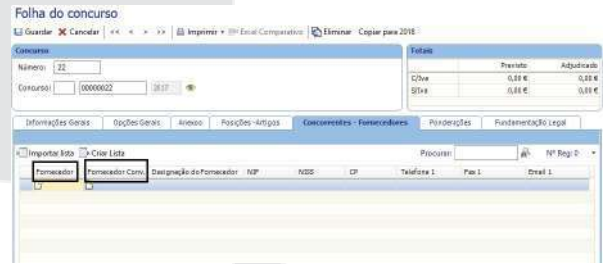 Folha do concurso
Guardar Cancelar << < > >> Imprimir Email Comparativo Eliminar Copiar para 2018
Concurso
Totais
Número: 22
Previsto Adjudicado
C/Iva 0,00 € 0,00 €
S/Iva 0,00 € 0,00 €
Concurso: 00000022 2017
Informações Gerais Opções Gerais Anexos Posições -Artigos Concorrentes - Fornecedores Ponderações Fundamentação Legal
Importar lista Criar Lista Procurar: Nº Reg: 0
Fornecedor Fornecedor Conv. Designação do Fornecedor NIF NISS CP Telefone 1 Fax 1 Email 1